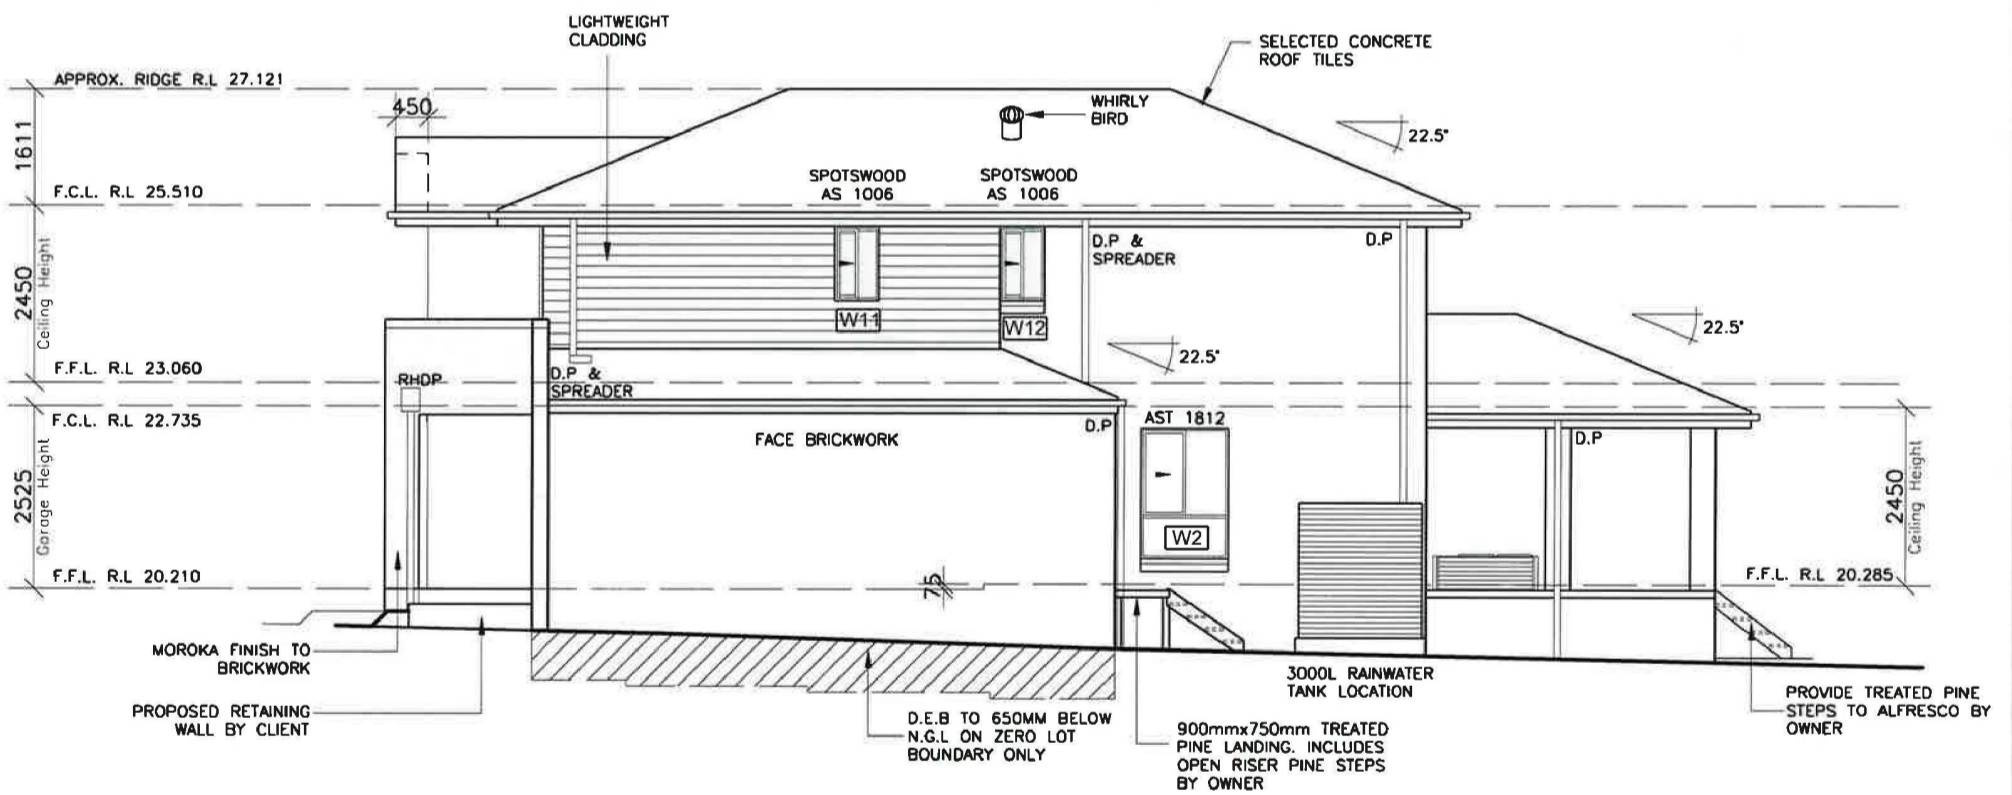 LIGHTWEIGHT
CLADDING
SELECTED CONCRETE
ROOF TILES
APPROX. RIDGE R.L 27.121
450
WHIRLY
BIRD
22.5°
1611
SPOTSWOOD
AS 1006
SPOTSWOOD
AS 1006
F.C.L. R.L 25.510
D.P &
SPREADER
D.P
2450
Ceiling Height
W11
W12
22.5°
22.5°
F.F.L. R.L 23.060
RHDP
D.P &
SPREADER
F.C.L. R.L 22.735
FACE BRICKWORK
D.P
AST 1812
D.P
2525
Garage Height
W2
2450
Ceiling Height
F.F.L. R.L 20.210
75
F.F.L. R.L 20.285
MOROKA FINISH TO
BRICKWORK
PROPOSED RETAINING
WALL BY CLIENT
D.E.B TO 650MM BELOW
N.G.L ON ZERO LOT
BOUNDARY ONLY
900mmx750mm TREATED
PINE LANDING. INCLUDES
OPEN RISER PINE STEPS
BY OWNER
3000L RAINWATER
TANK LOCATION
PROVIDE TREATED PINE
STEPS TO ALFRESCO BY
OWNER